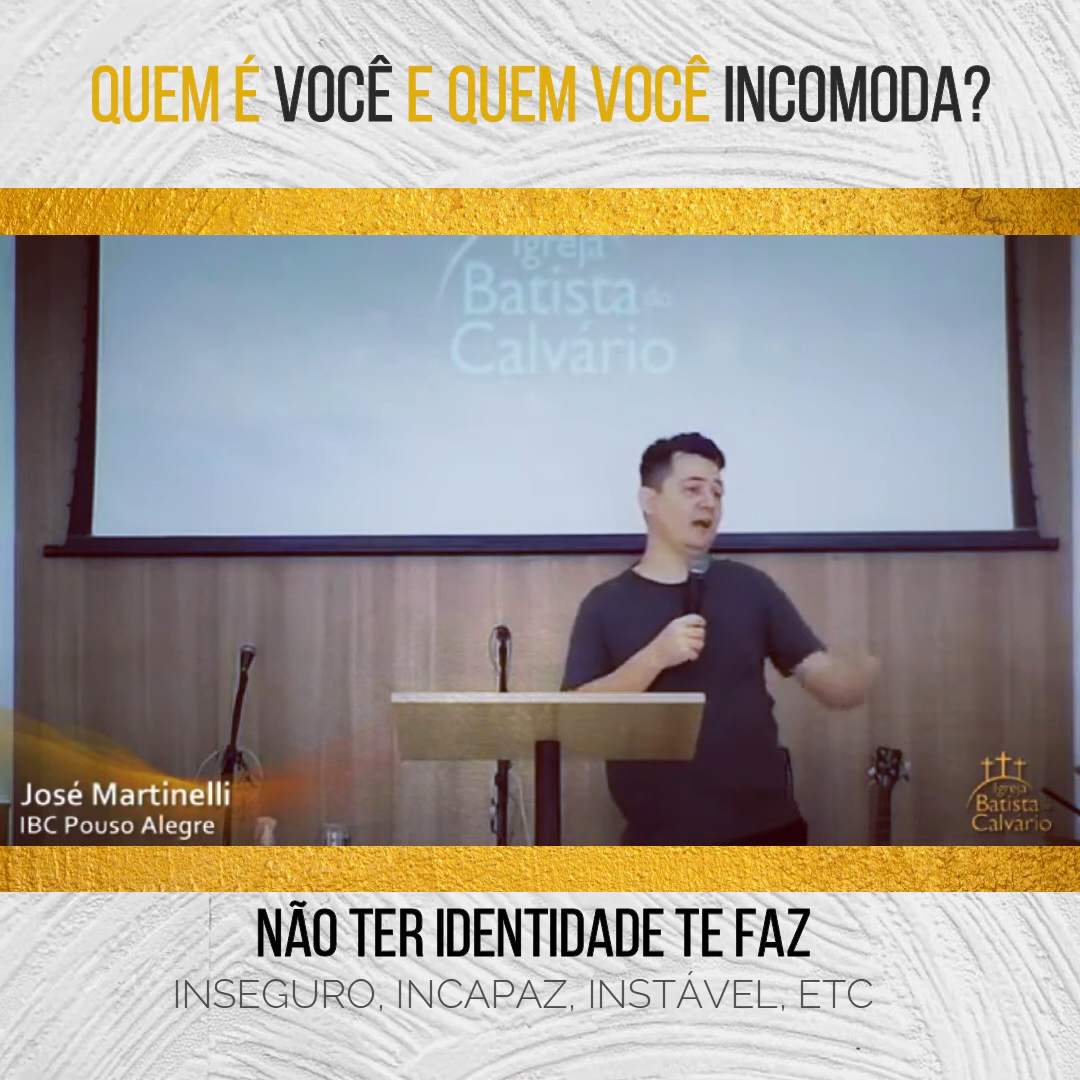 QUEM É VOCÊ E QUEM VOCÊ INCOMODA?
Igreja
Batista do
Calvário
José Martinelli
IBC Pouso Alegre
Igreja
Batista do
Calvário
NÃO TER IDENTIDADE TE FAZ
INSEGURO, INCAPAZ, INSTÁVEL, ETC